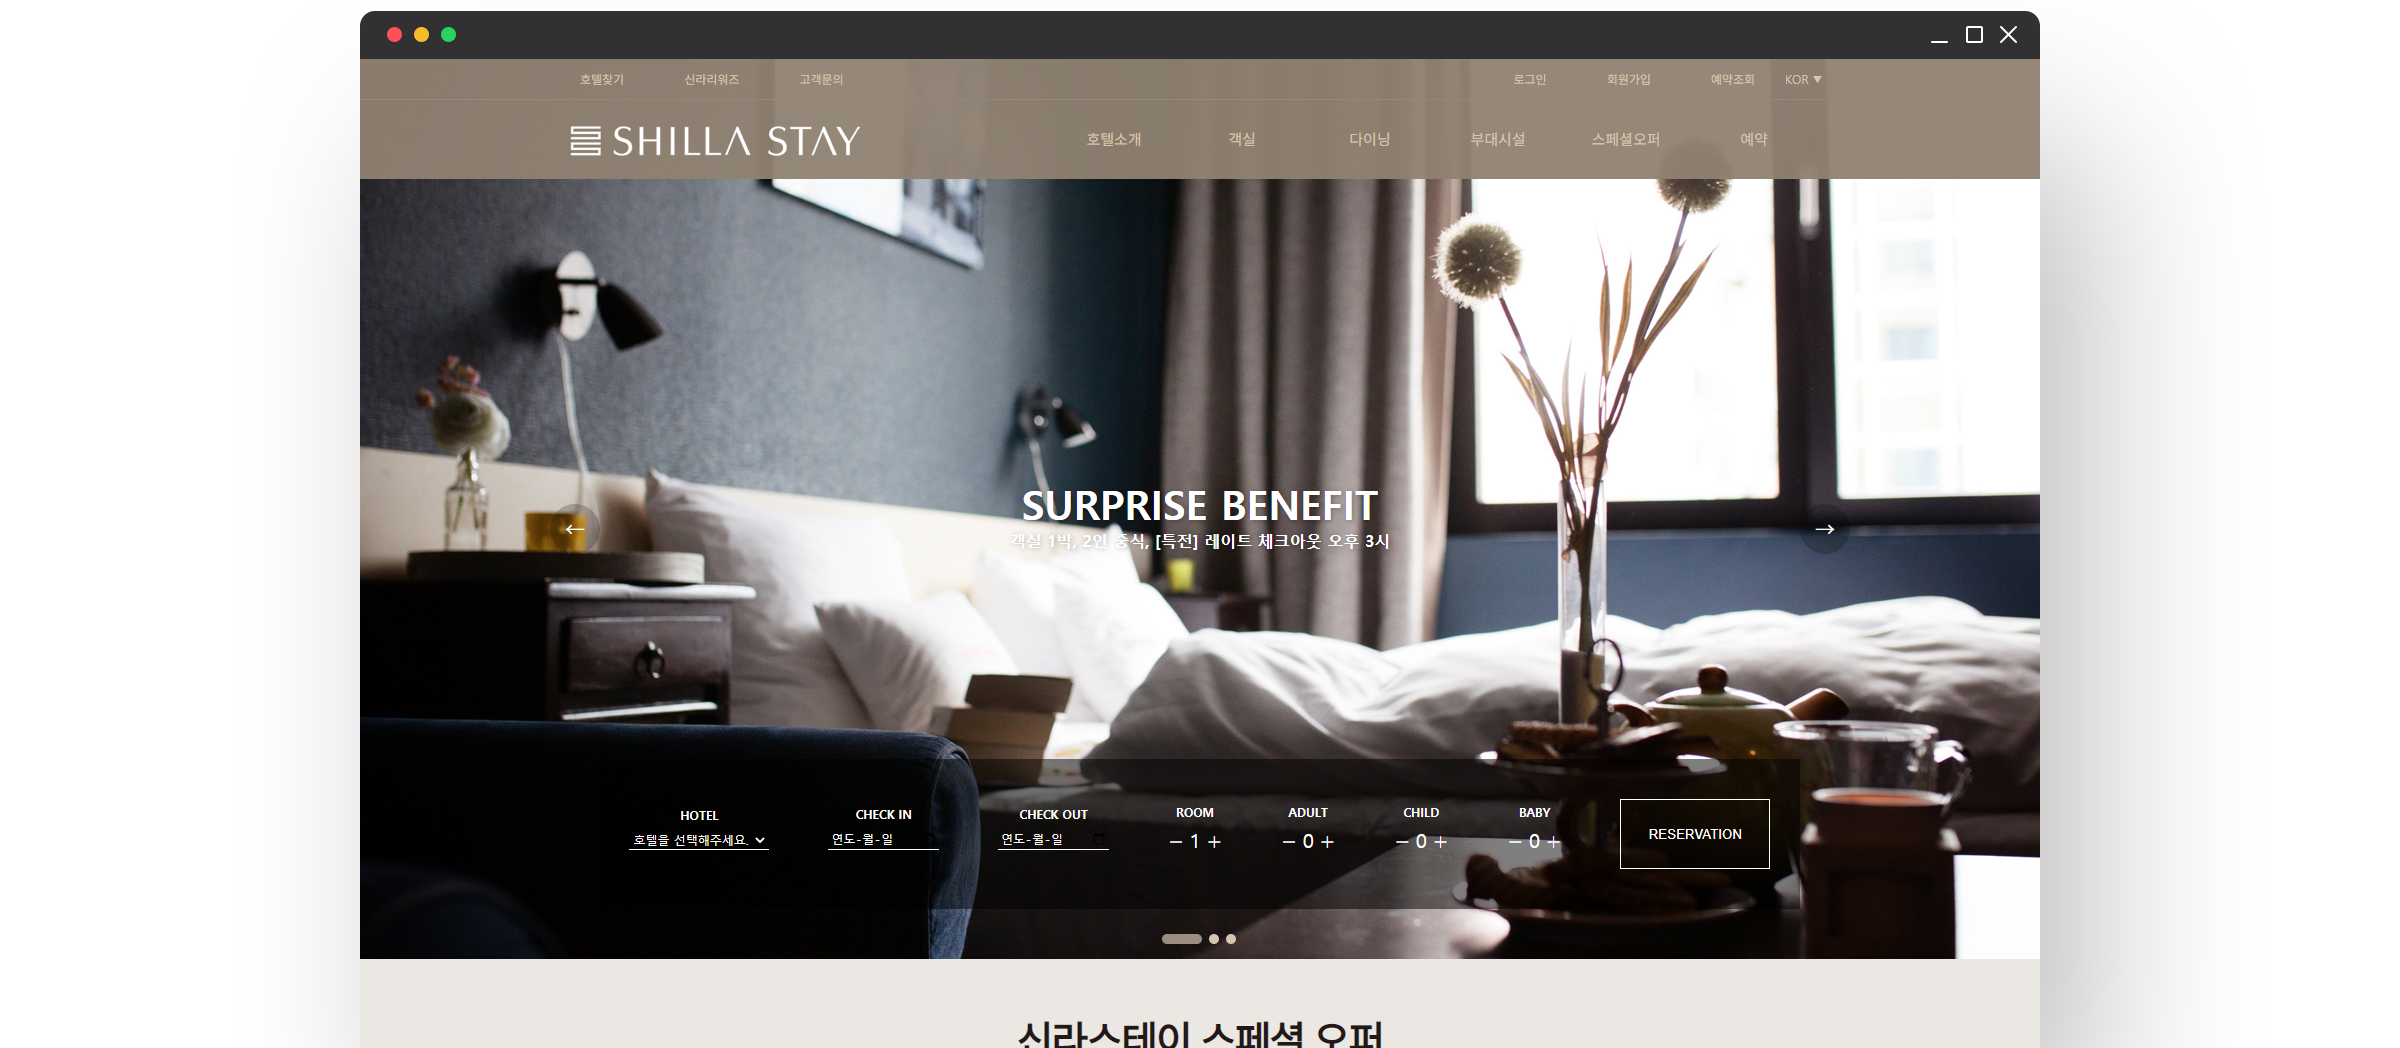 호텔찾기 신라리워즈 고객문의 로그인 회원가입 예약조회 KOR ▼
SHILLA STAY 호텔소개 객실 다이닝 부대시설 스페셜오퍼 예약
SURPRISE BENEFIT
객실 1박, 2인 중식, [특전] 레이트 체크아웃 오후 3시
← →
HOTEL CHECK IN CHECK OUT ROOM ADULT CHILD BABY
호텔을 선택해주세요. 연도-월-일 연도-월-일 − 1 + − 0 + − 0 + − 0 +
RESERVATION
신라스테이 스페셜 오퍼